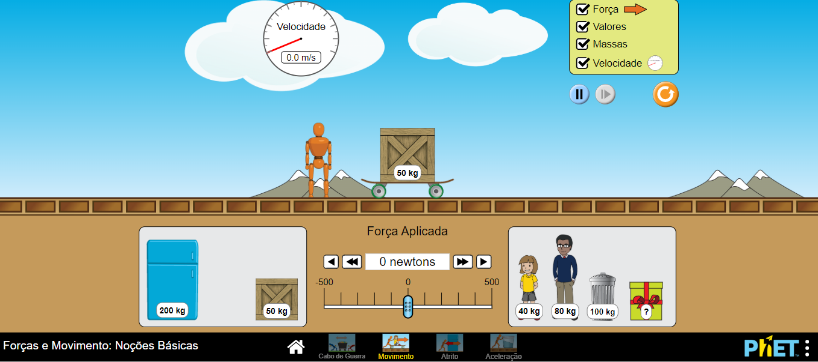 Velocidade
0.0 m/s
Força
Valores
Massas
Velocidade
50 kg
Força Aplicada
0 newtons
-500
0
500
200 kg
50 kg
40 kg
80 kg
100 kg
?
Forças e Movimento: Noções Básicas
Cabo de Guerra
Movimento
Atrito
Aceleração
PhET